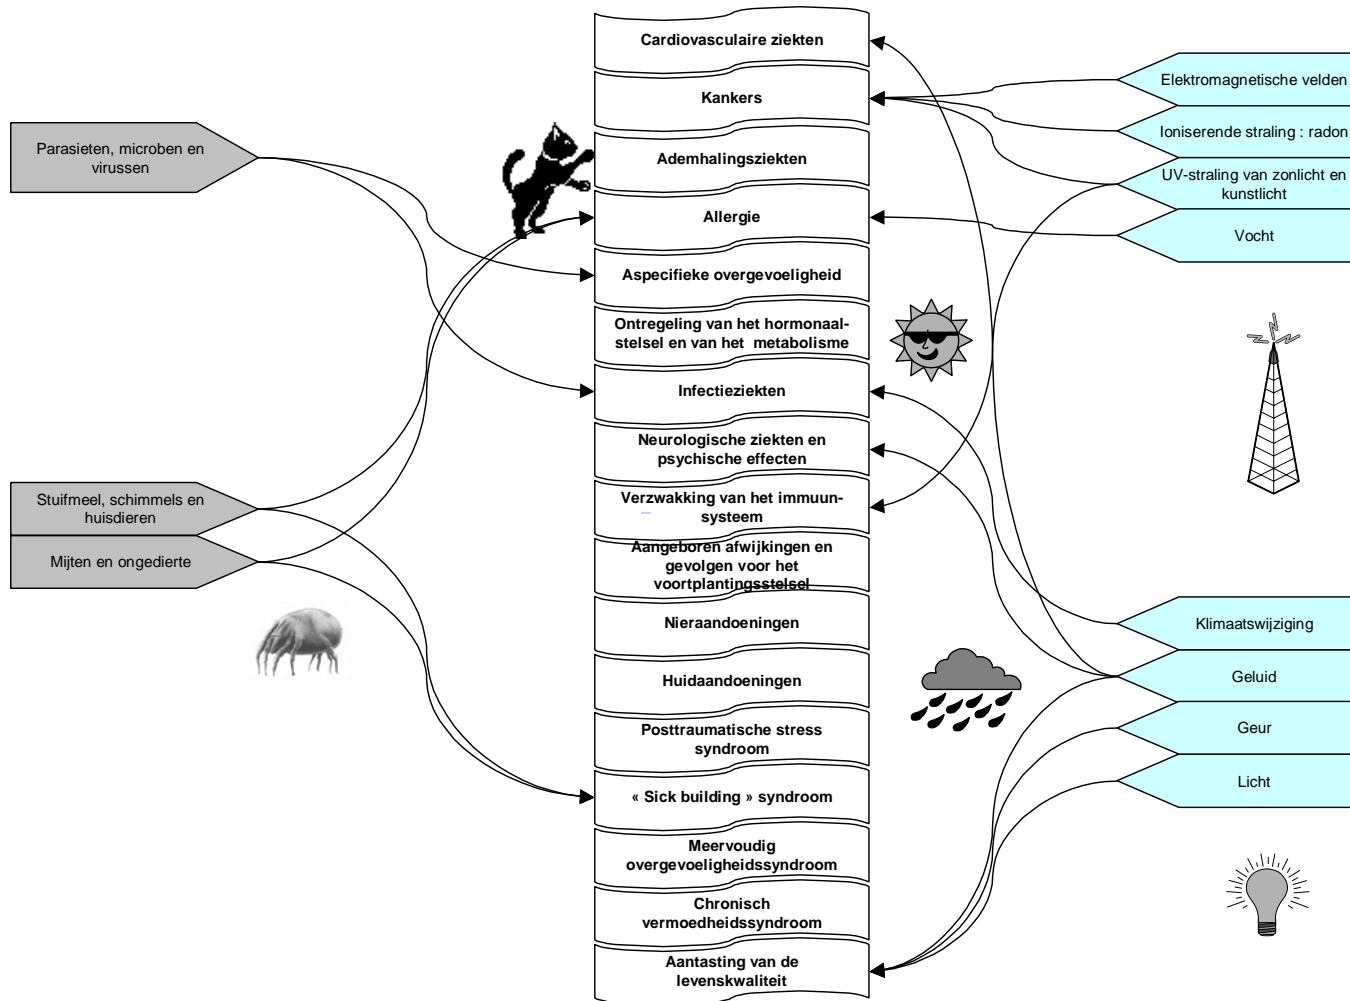 Parasieten, microben en
virussen
Stuifmeel, schimmels en
huisdieren
Mijten en ongedierte
Cardiovasculaire ziekten
Kankers
Ademhalingsziekten
Allergie
Aspecifieke overgevoeligheid
Ontregeling van het hormonaal-
stelsel en van het metabolisme
Infectieziekten
Neurologische ziekten en
psychische effecten
Verzwakking van het immuun-
systeem
Aangeboren afwijkingen en
gevolgen voor het
voortplantingsstelsel
Nieraandoeningen
Huidaandoeningen
Posttraumatische stress
syndroom
« Sick building » syndroom
Meervoudig
overgevoeligheidssyndroom
Chronisch
vermoedheidssyndroom
Aantasting van de
levenskwaliteit
Elektromagnetische velden
Ioniserende straling : radon
UV-straling van zonlicht en
kunstlicht
Vocht
Klimaatswijziging
Geluid
Geur
Licht